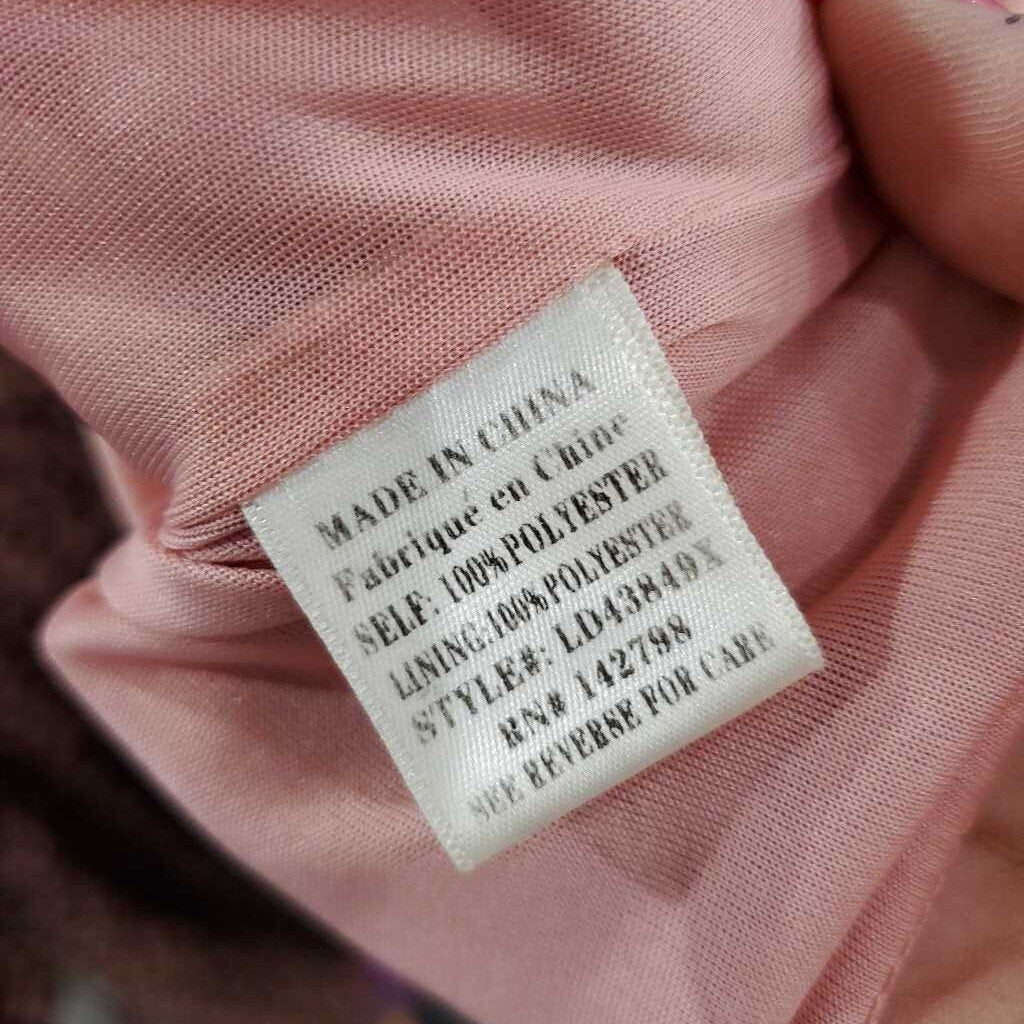 MADE IN CHINA
Fabriqué en Chine
SELF: 100%POLYESTER
LINING:100%POLYESTER
STYLE#: LD43849X
RN# 142798
SEE REVERSE FOR CARE